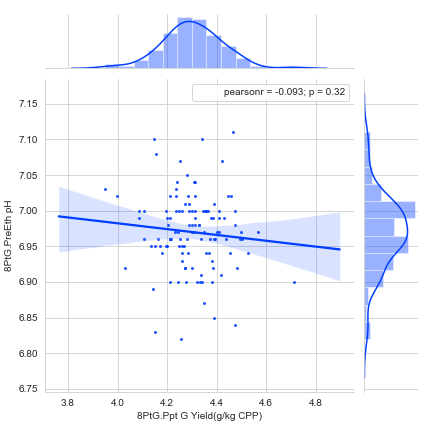 pearsonr = -0.093; p = 0.32
7.15
7.10
7.05
7.00
6.95
6.90
6.85
6.80
6.75
8PtG.PreEth pH
3.8 4.0 4.2 4.4 4.6 4.8
8PtG.Ppt G Yield(g/kg CPP)